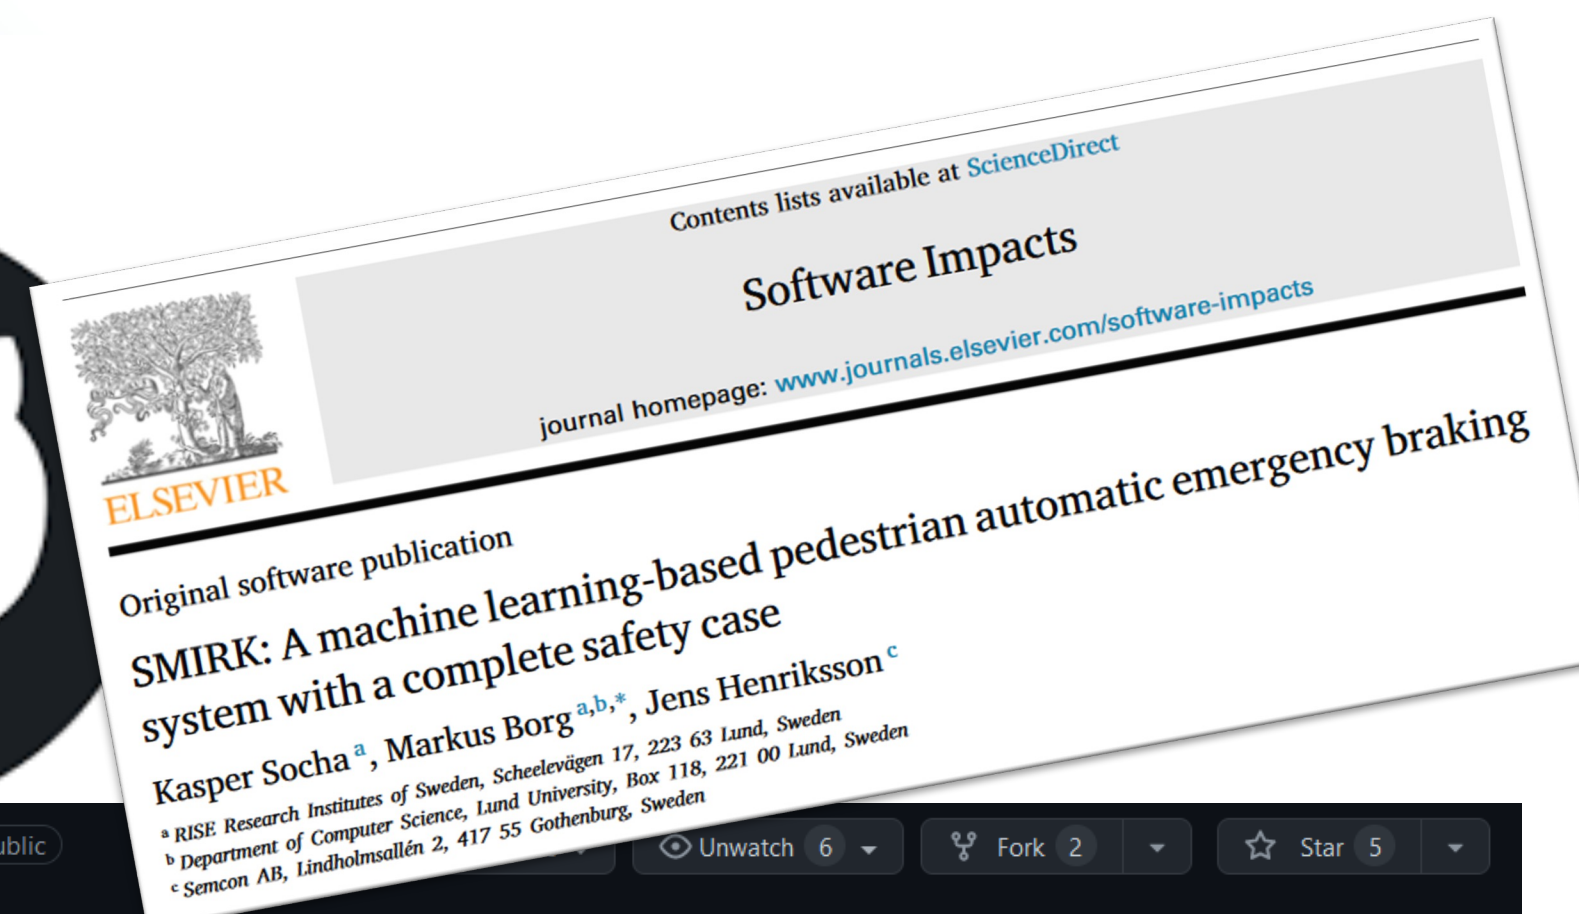 Contents lists available at ScienceDirect
Software Impacts
journal homepage: www.journals.elsevier.com/software-impacts
ELSEVIER
Original software publication
SMIRK: A machine learning-based pedestrian automatic emergency braking
system with a complete safety case
Kasper Socha a, Markus Borg a,b,*, Jens Henriksson c
a RISE Research Institutes of Sweden, Scheelevägen 17, 223 63 Lund, Sweden
b Department of Computer Science, Lund University, Box 118, 221 00 Lund, Sweden
c Semcon AB, Lindholmsallén 2, 417 55 Gothenburg, Sweden
ublic Unwatch 6 Fork 2 Star 5